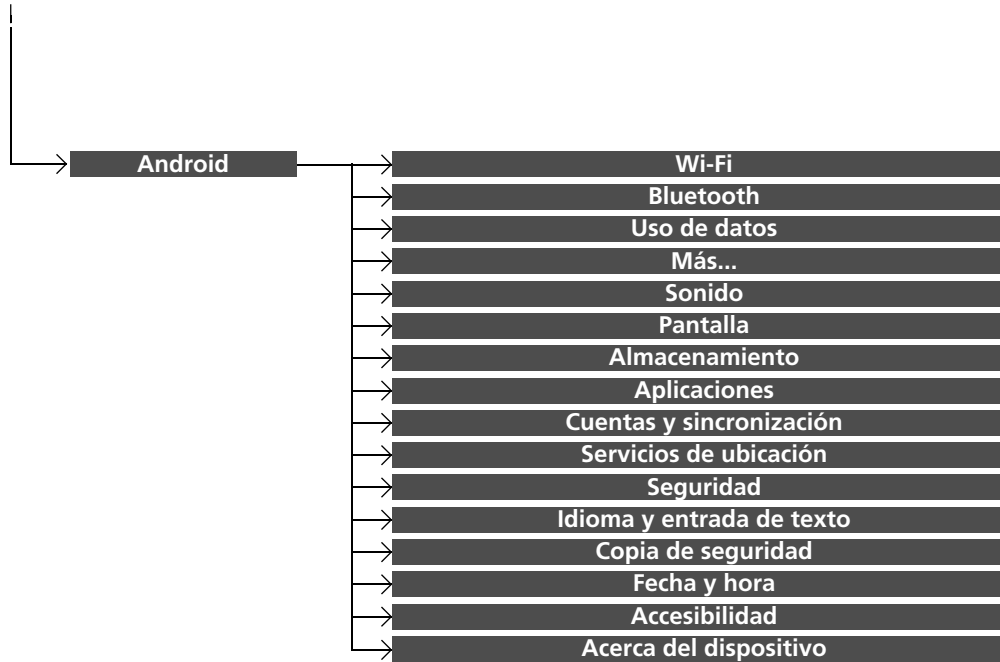 Android
Wi-Fi
Bluetooth
Uso de datos
Más...
Sonido
Pantalla
Almacenamiento
Aplicaciones
Cuentas y sincronización
Servicios de ubicación
Seguridad
Idioma y entrada de texto
Copia de seguridad
Fecha y hora
Accesibilidad
Acerca del dispositivo